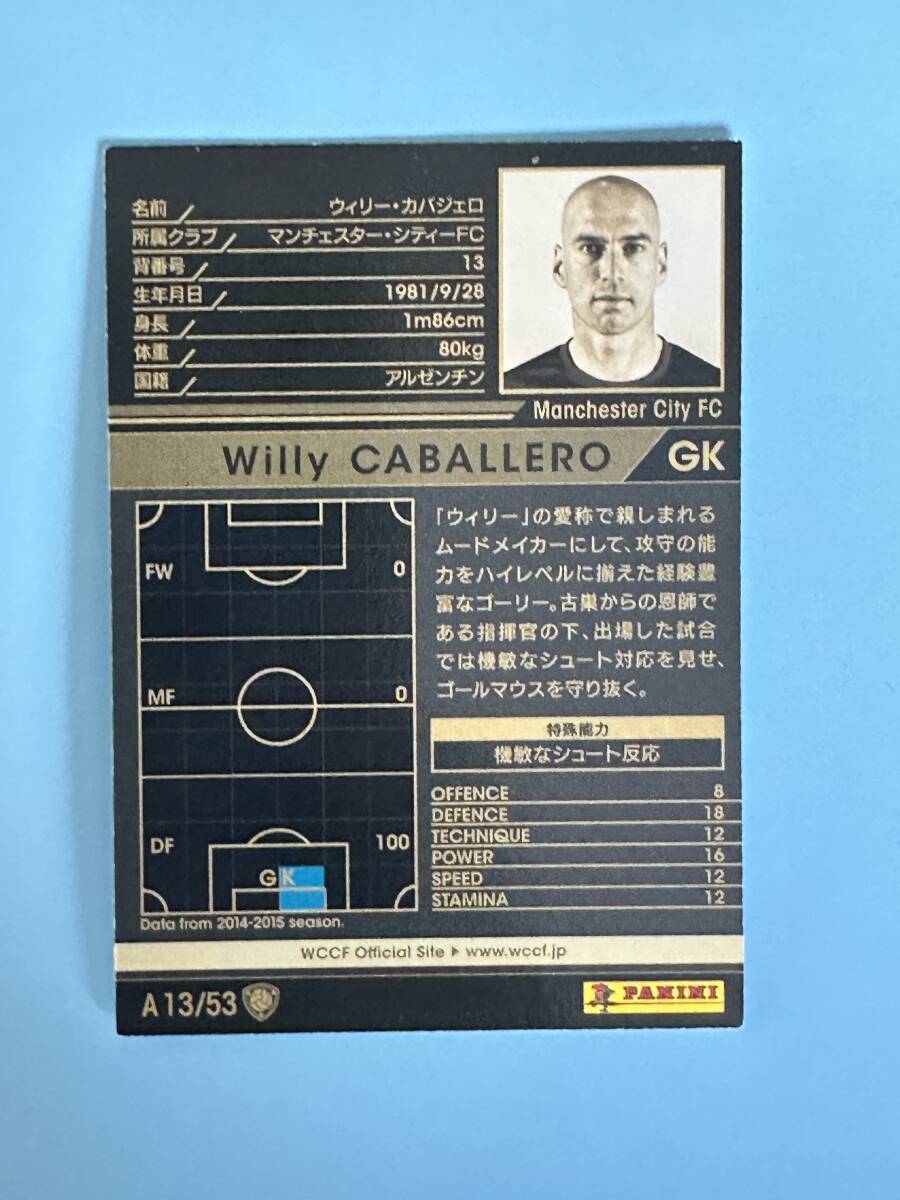 名前 ウィリー・カバジェロ
所属クラブ マンチェスター・シティーFC
背番号 13
生年月日 1981/9/28
身長 1m86cm
体重 80kg
国籍 アルゼンチン
Manchester City FC
Willy CABALLERO GK
FW 0
MF 0
DF 100
GK
Data from 2014-2015 season.
「ウィリー」の愛称で親しまれる
ムードメイカーにして、攻守の能
力をハイレベルに揃えた経験豊
富なゴーリー。古巣からの恩師で
ある指揮官の下、出場した試合
では機敏なシュート対応を見せ、
ゴールマウスを守り抜く。
特殊能力
機敏なシュート反応
OFFENCE 8
DEFENCE 18
TECHNIQUE 12
POWER 16
SPEED 12
STAMINA 12
WCCF Official Site ▶ www.wccf.jp
A 13/53
PANINI